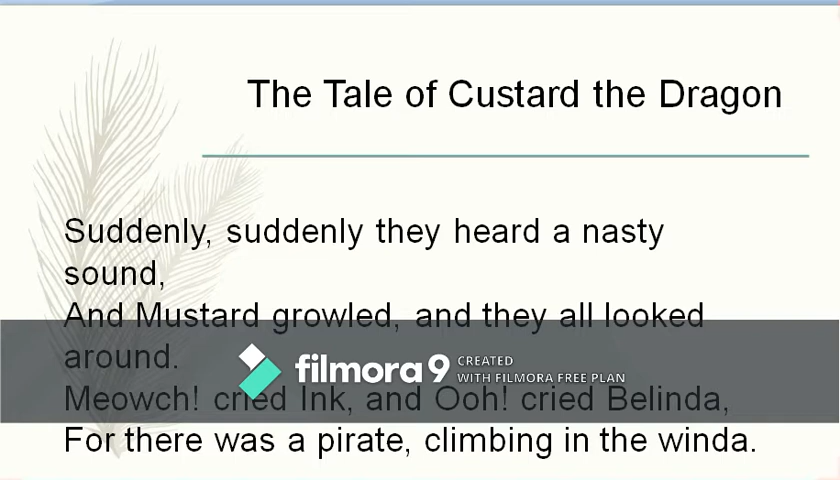 The Tale of Custard the Dragon
Suddenly, suddenly they heard a nasty
sound,
And Mustard growled, and they all looked
around.
filmora 9 CREATED
WITH FILMORA FREE PLAN
Meowch! cried Ink, and Ooh! cried Belinda,
For there was a pirate, climbing in the winda.